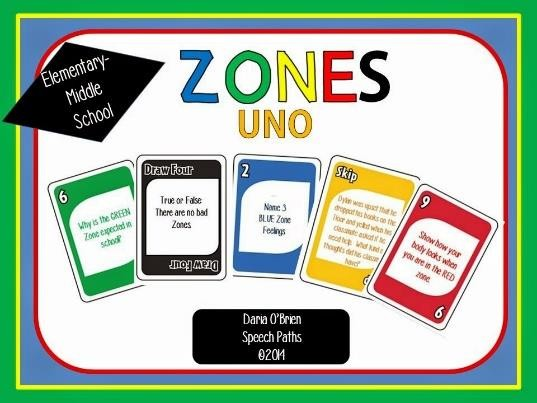 Elementary-
Middle
School
ZONES
UNO
6
Why is the GREEN
Zone expected in
school?
Draw Four
True or False
There are no bad
Zones
Draw Four
2
Name 3
BLUE Zone
Feelings
Skip
Dylan was upset that he
dropped his books on the
floor and yelled when his
classmate asked if he
need help. What kind of
thoughts did his classmate
have?
9
Show how your
body looks when
you are in the RED
zone.
9
Daria O'Brien
Speech Paths
©2014